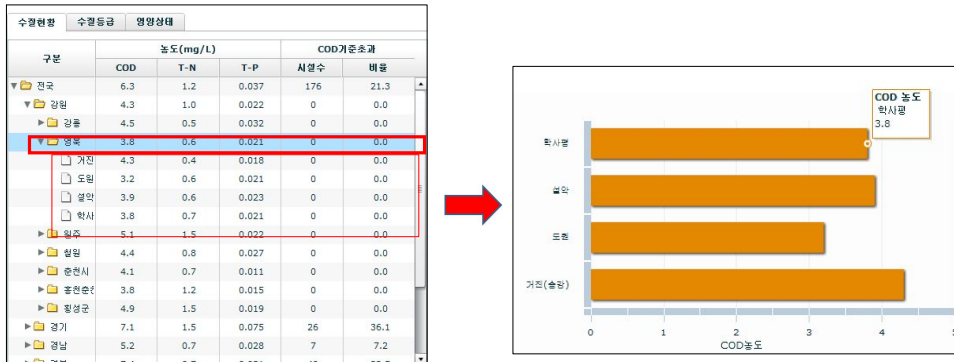 수질현황 수질등급 영양상태
구분 농도(mg/L) COD기준초과
COD T-N T-P 시설수 비율
전국 6.3 1.2 0.037 176 21.3
강원 4.3 1.0 0.022 0 0.0
강릉 4.5 0.5 0.032 0 0.0
영북 3.8 0.6 0.021 0 0.0
거진 4.3 0.4 0.018 0 0.0
도원 3.2 0.6 0.021 0 0.0
설악 3.9 0.6 0.023 0 0.0
학사 3.8 0.7 0.021 0 0.0
원주 5.1 1.5 0.022 0 0.0
철원 4.4 0.8 0.027 0 0.0
춘천시 4.1 0.7 0.011 0 0.0
홍천춘천 3.8 1.2 0.015 0 0.0
횡성군 4.9 1.5 0.019 0 0.0
경기 7.1 1.5 0.075 26 36.1
경남 5.2 0.7 0.028 7 7.2
COD 농도
학사평
3.8
학사평
설악
도원
거진(송강)
0 1 2 3 4 5
COD농도